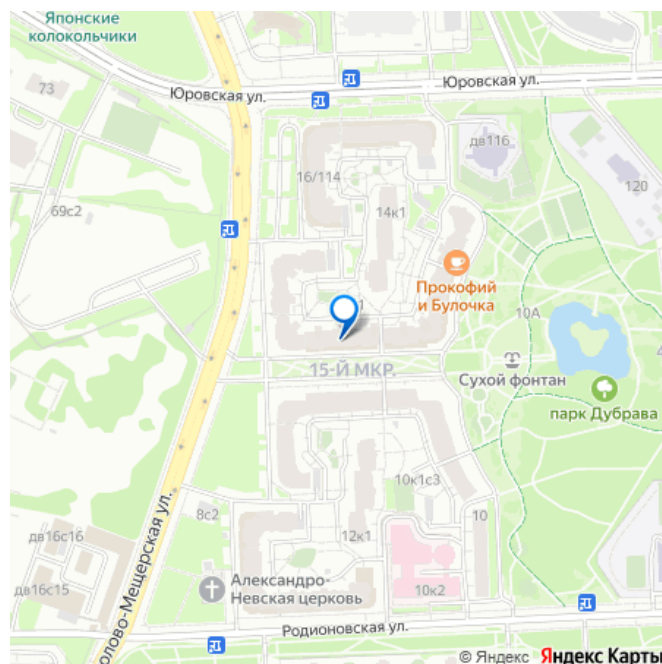 Японские
колокольчики
73
Юровская ул.
Юровская ул.
дв116
16/114
120
69с2
14к1
Прокофий
и Булочка
10А
1
15-Й МКР.
Сухой фонтан
парк Дубрава
10к1с3
8с2
10
12к1
дв16с16
олово-Мещерская ул.
дв16с15
Александро-
Невская церковь
10к2
Родионовская ул.
© Яндекс Яндекс Карты